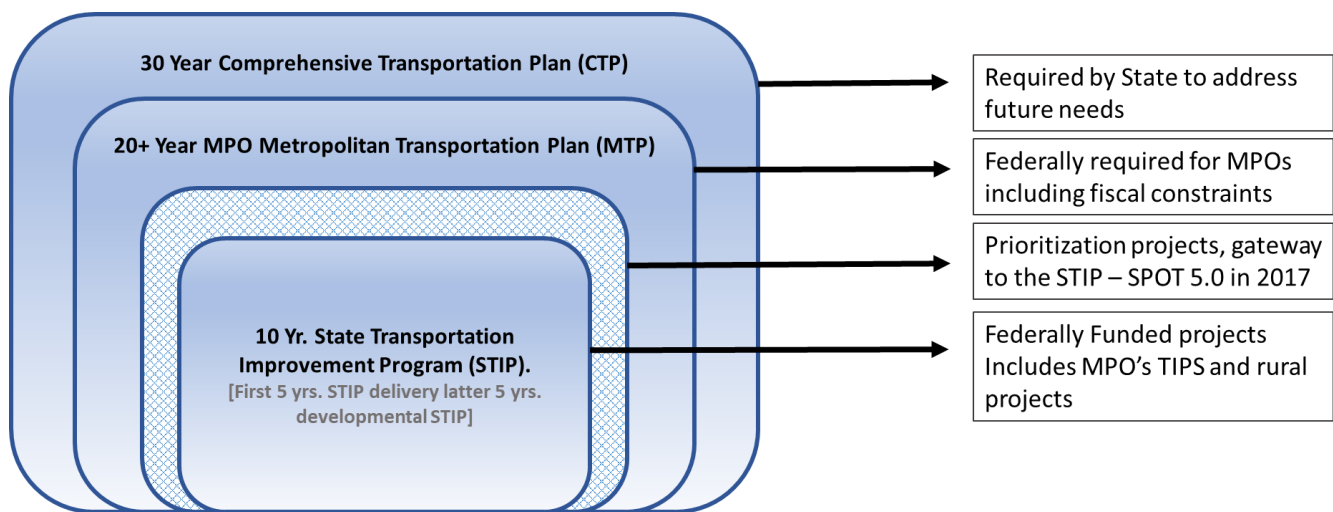 30 Year Comprehensive Transportation Plan (CTP)
Required by State to address
future needs
20+ Year MPO Metropolitan Transportation Plan (MTP)
Federally required for MPOs
including fiscal constraints
Prioritization projects, gateway
to the STIP – SPOT 5.0 in 2017
10 Yr. State Transportation
Improvement Program (STIP).
[First 5 yrs. STIP delivery latter 5 yrs.
developmental STIP]
Federally Funded projects
Includes MPO's TIPS and rural
projects